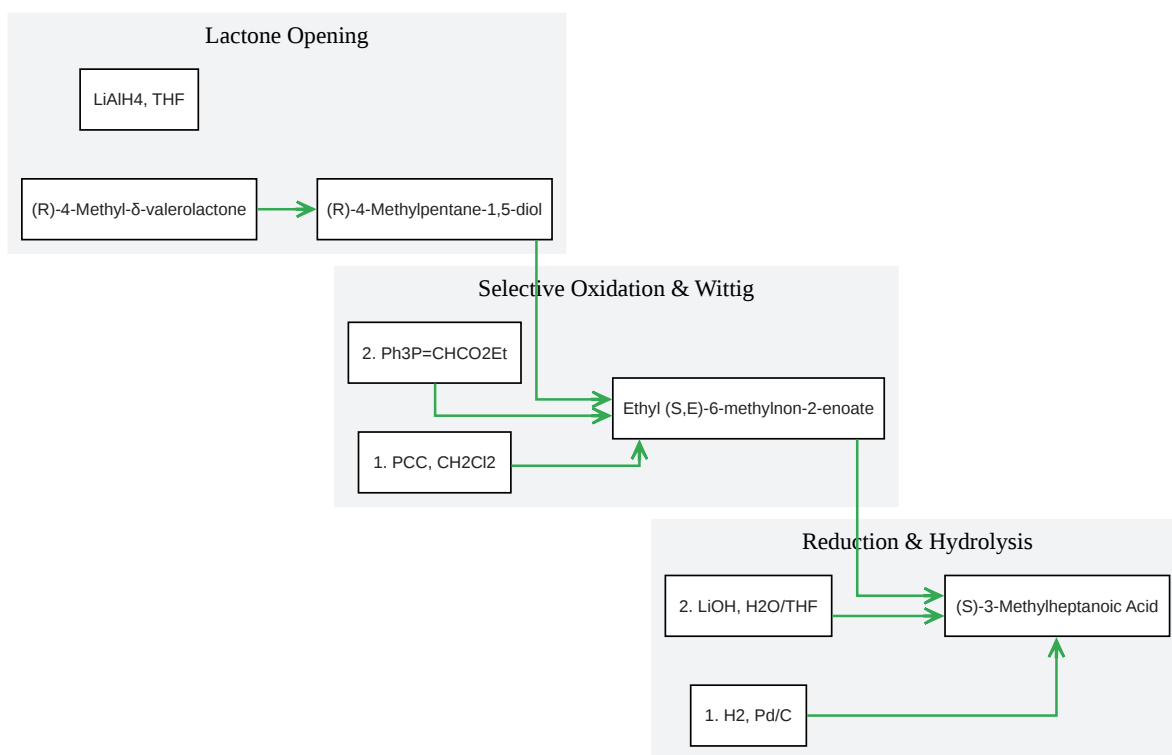 Lactone Opening
LiAlH4, THF
(R)-4-Methyl-δ-valerolactone
(R)-4-Methylpentane-1,5-diol
Selective Oxidation & Wittig
2. Ph3P=CHCO2Et
Ethyl (S,E)-6-methylnon-2-enoate
1. PCC, CH2Cl2
Reduction & Hydrolysis
2. LiOH, H2O/THF
(S)-3-Methylheptanoic Acid
1. H2, Pd/C